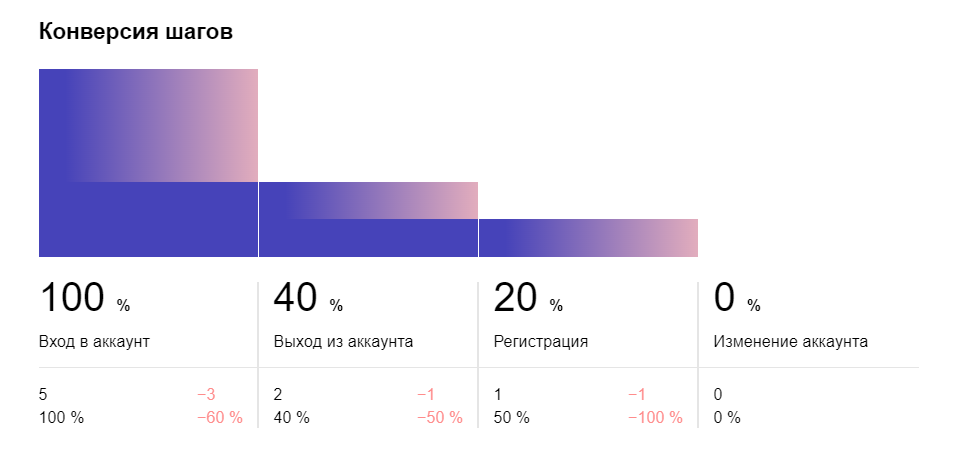 Конверсия шагов
100 % 40 % 20 % 0 %
Вход в аккаунт Выход из аккаунта Регистрация Изменение аккаунта
5 −3 2 −1 1 −1 0
100 % −60 % 40 % −50 % 50 % −100 % 0 %